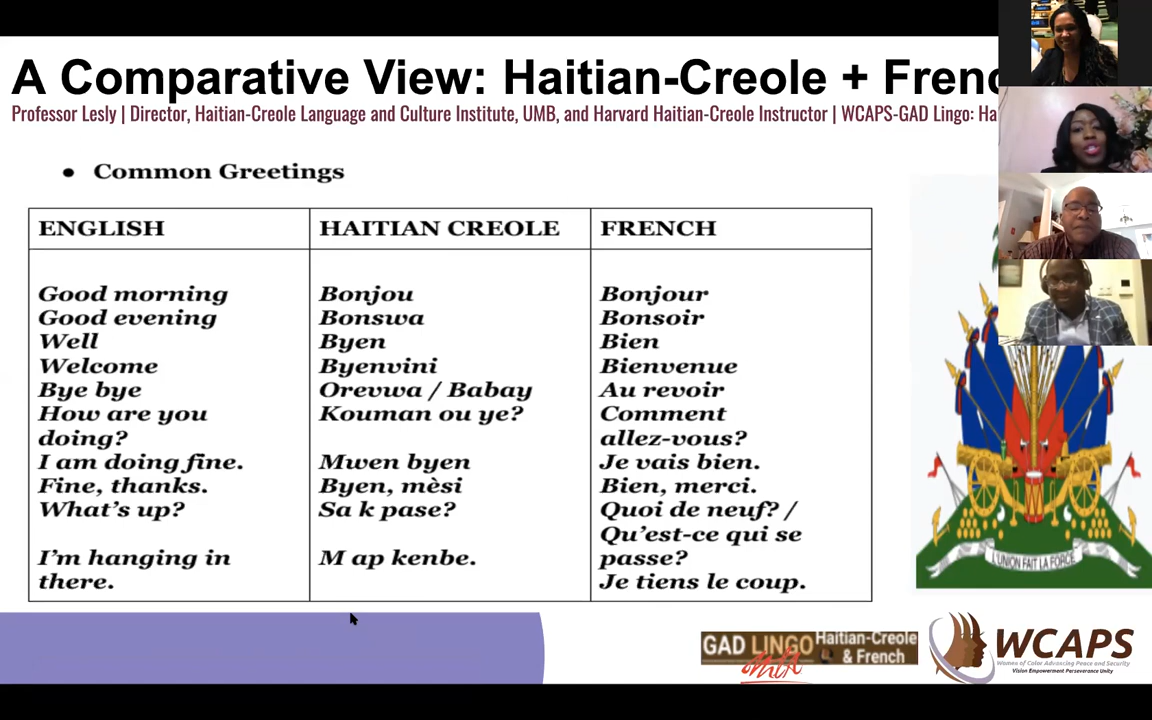 A Comparative View: Haitian-Creole + Frenc
Professor Lesly | Director, Haitian-Creole Language and Culture Institute, UMB, and Harvard Haitian-Creole Instructor | WCAPS-GAD Lingo: Ha
• Common Greetings
ENGLISH HAITIAN CREOLE FRENCH
Good morning Bonjou Bonjour
Good evening Bonswa Bonsoir
Well Byen Bien
Welcome Byenvini Bienvenue
Bye bye Orevwa / Babay Au revoir
How are you Kouman ou ye? Comment
doing? allez-vous?
I am doing fine. Mwen byen Je vais bien.
Fine, thanks. Byen, mèsi Bien, merci.
What's up? Sa k pase? Quoi de neuf? /
Qu'est-ce qui se
I'm hanging in M ap kenbe. passe?
there. Je tiens le coup.
L'UNION FAIT LA FORCE
GAD LINGO Haitian-Creole
& French
WCAPS
Women of Color Advancing Peace and Security
Vision Empowerment Perseverance Unity